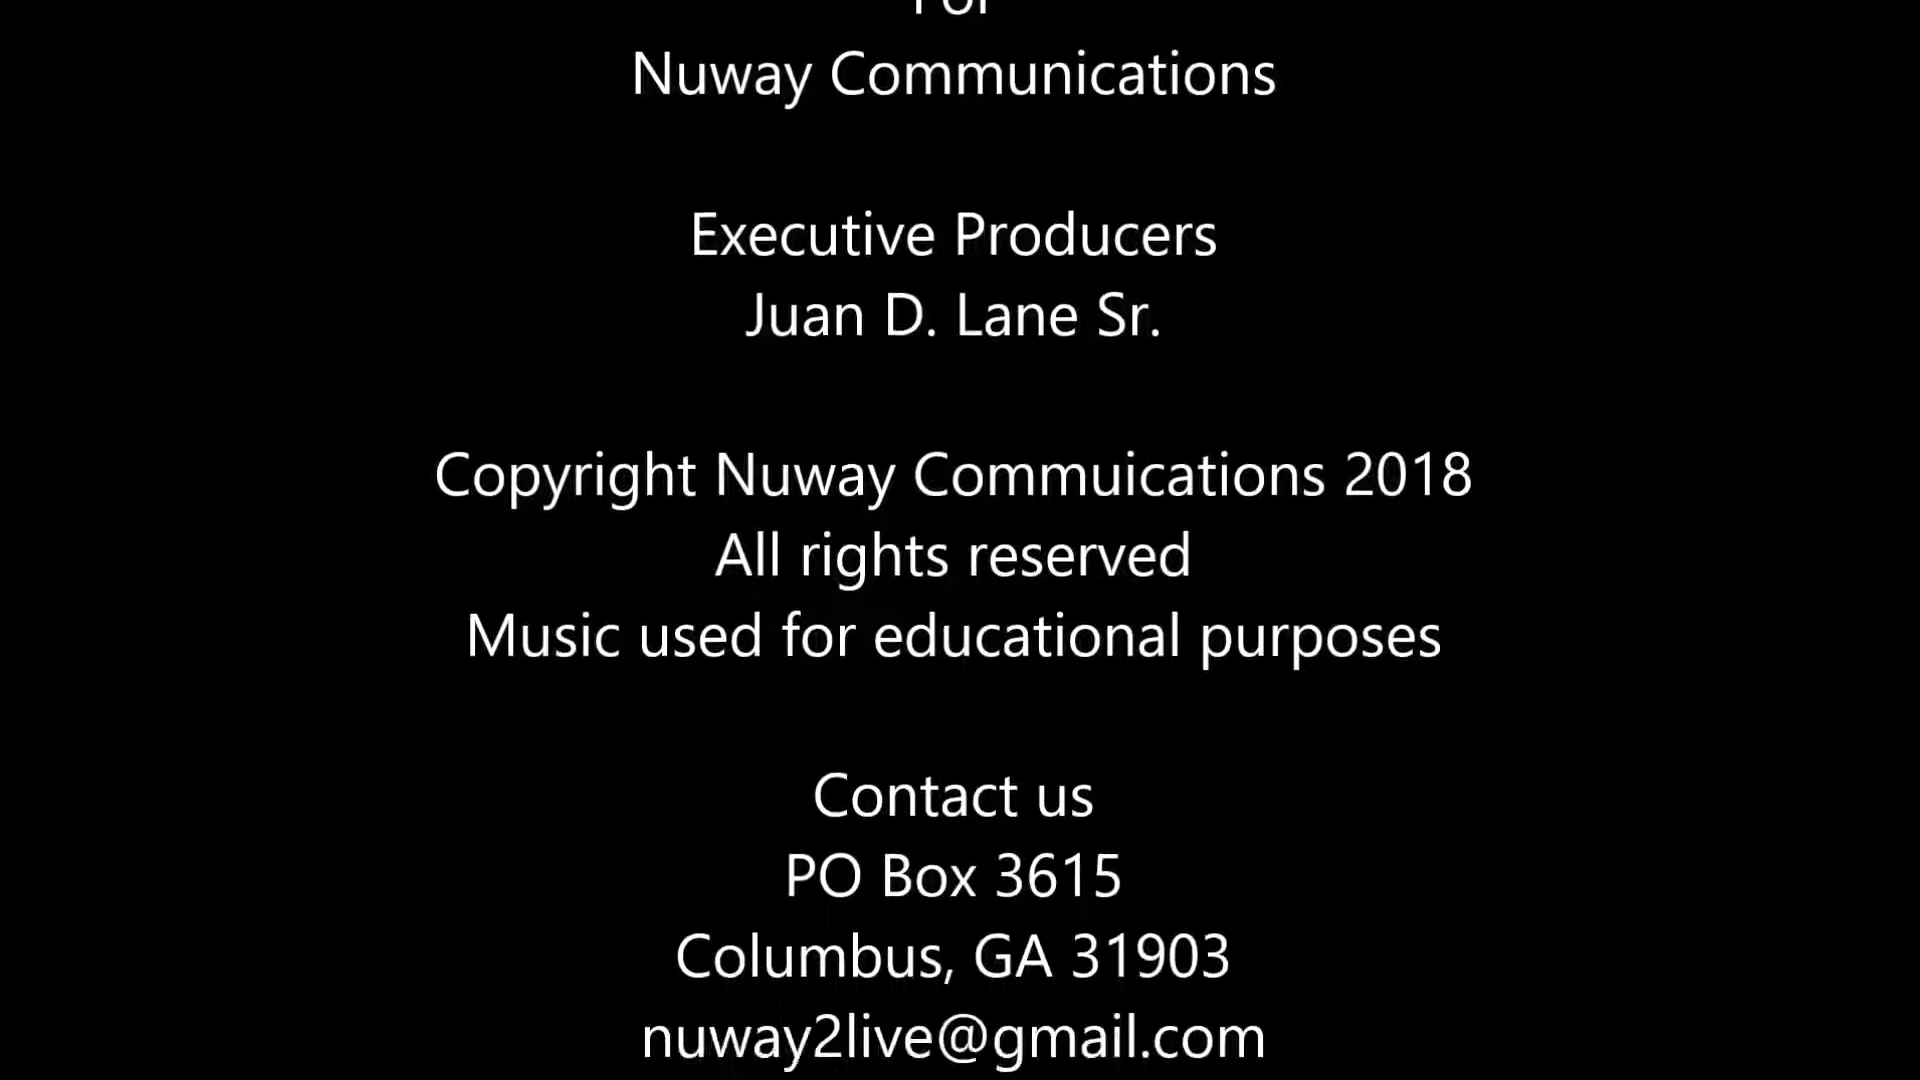 For
Nuway Communications
Executive Producers
Juan D. Lane Sr.
Copyright Nuway Commuications 2018
All rights reserved
Music used for educational purposes
Contact us
PO Box 3615
Columbus, GA 31903
nuway2live@gmail.com